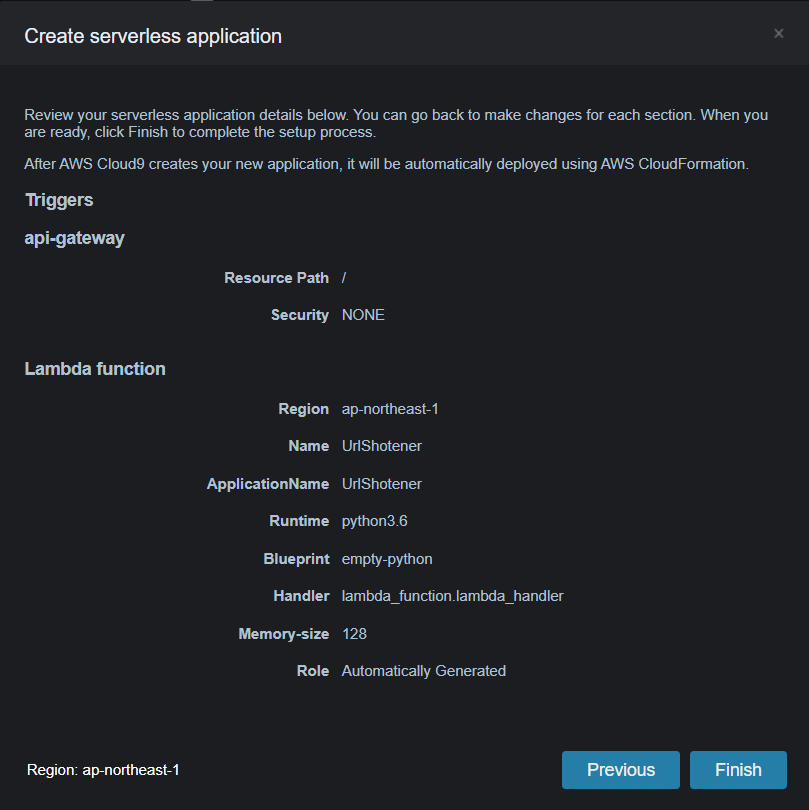 Create serverless application ×
Review your serverless application details below. You can go back to make changes for each section. When you
are ready, click Finish to complete the setup process.
After AWS Cloud9 creates your new application, it will be automatically deployed using AWS CloudFormation.
Triggers
api-gateway
Resource Path /
Security NONE
Lambda function
Region ap-northeast-1
Name UrlShotener
ApplicationName UrlShotener
Runtime python3.6
Blueprint empty-python
Handler lambda_function.lambda_handler
Memory-size 128
Role Automatically Generated
Region: ap-northeast-1 Previous Finish